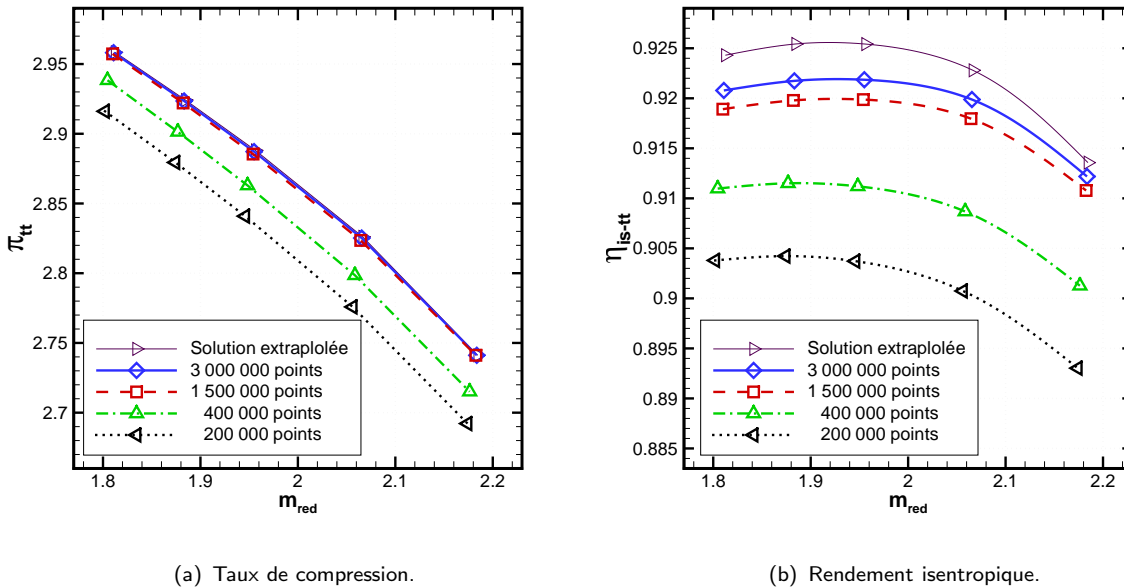 2.95
2.9
2.85
2.8
2.75
2.7
π_tt
Solution extraplolée
3 000 000 points
1 500 000 points
400 000 points
200 000 points
1.8 1.9 2 2.1 2.2
m_red
(a) Taux de compression.
0.925
0.92
0.915
0.91
0.905
0.9
0.895
0.89
0.885
η_is-tt
Solution extraplolée
3 000 000 points
1 500 000 points
400 000 points
200 000 points
1.8 1.9 2 2.1 2.2
m_red
(b) Rendement isentropique.